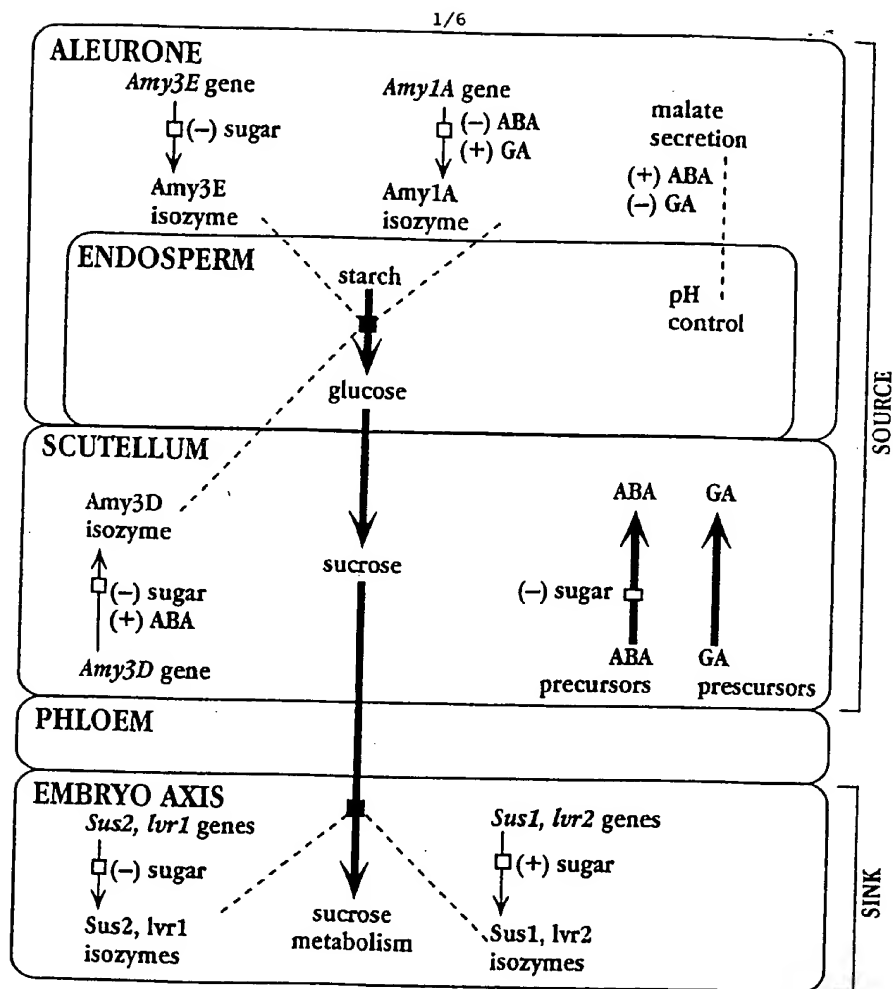 1/6
ALEURONE
Amy3E gene
(−) sugar
Amy3E
isozyme
Amy1A gene
(−) ABA
(+) GA
Amy1A
isozyme
malate
secretion
(+) ABA
(−) GA
ENDOSPERM
starch
glucose
pH
control
SOURCE
SCUTELLUM
Amy3D
isozyme
(−) sugar
(+) ABA
Amy3D gene
sucrose
ABA
GA
(−) sugar
ABA
precursors
GA
prescursors
PHLOEM
EMBRYO AXIS
Sus2, lvr1 genes
(−) sugar
Sus2, lvr1
isozymes
sucrose
metabolism
Sus1, lvr2 genes
(+) sugar
Sus1, lvr2
isozymes
SINK